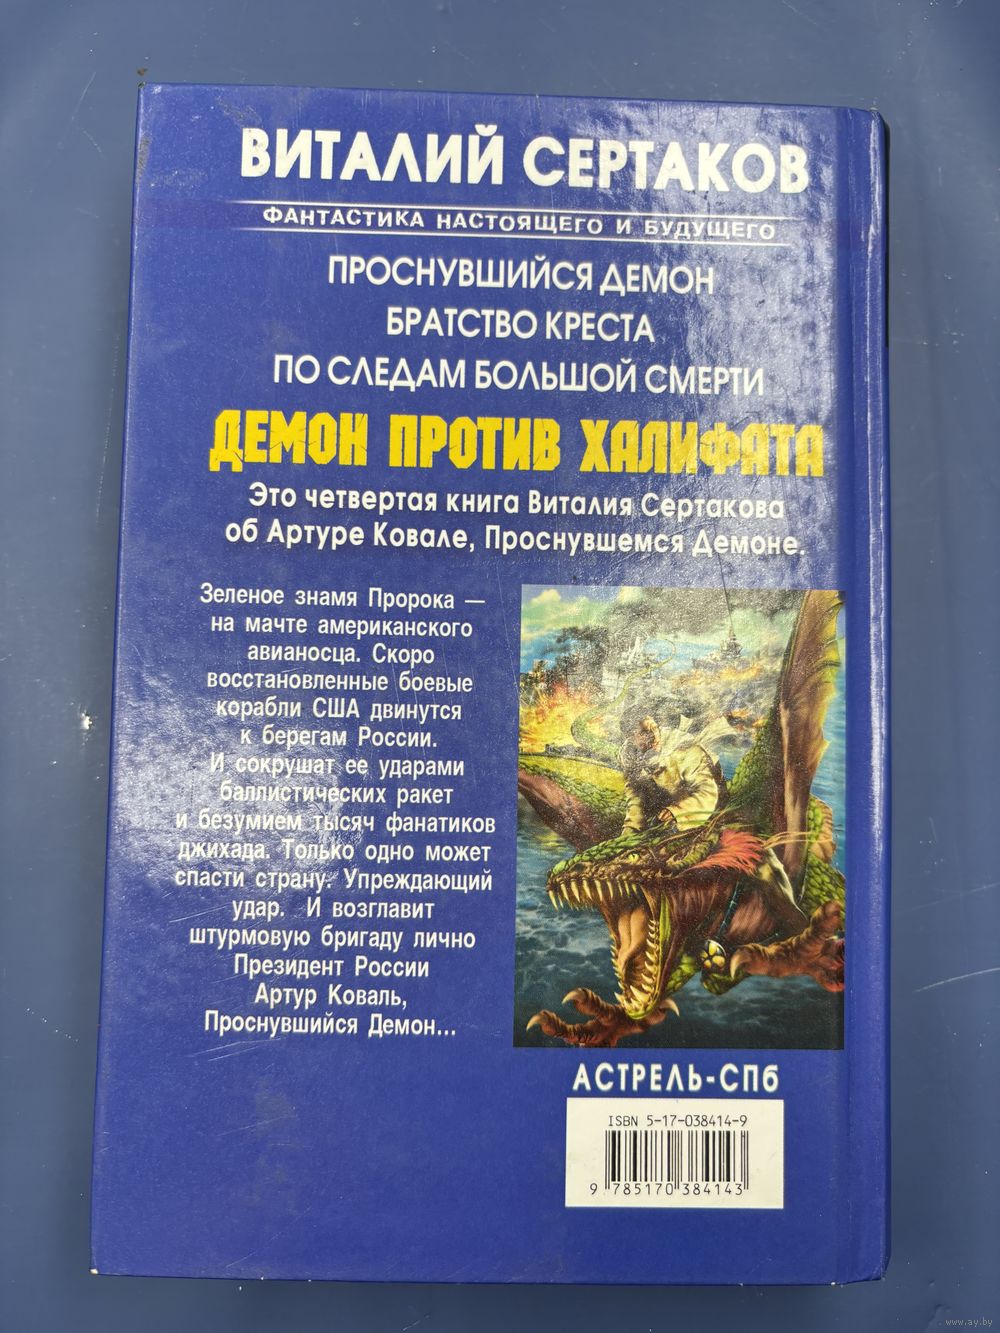 ВИТАЛИЙ СЕРТАКОВ
ФАНТАСТИКА НАСТОЯЩЕГО И БУДУЩЕГО
ПРОСНУВШИЙСЯ ДЕМОН
БРАТСТВО КРЕСТА
ПО СЛЕДАМ БОЛЬШОЙ СМЕРТИ
ДЕМОН ПРОТИВ ХАЛИФАТА
Это четвертая книга Виталия Сертакова
об Артуре Ковале, Проснувшемся Демоне.
Зеленое знамя Пророка —
на мачте американского
авианосца. Скоро
восстановленные боевые
корабли США двинутся
к берегам России.
И сокрушат ее ударами
баллистических ракет
и безумием тысяч фанатиков
джихада. Только одно может
спасти страну. Упреждающий
удар. И возглавит
штурмовую бригаду лично
Президент России
Артур Коваль,
Проснувшийся Демон...
АСТРЕЛЬ-СПб
ISBN 5-17-038414-9
9 785170 384143
www.ay.by